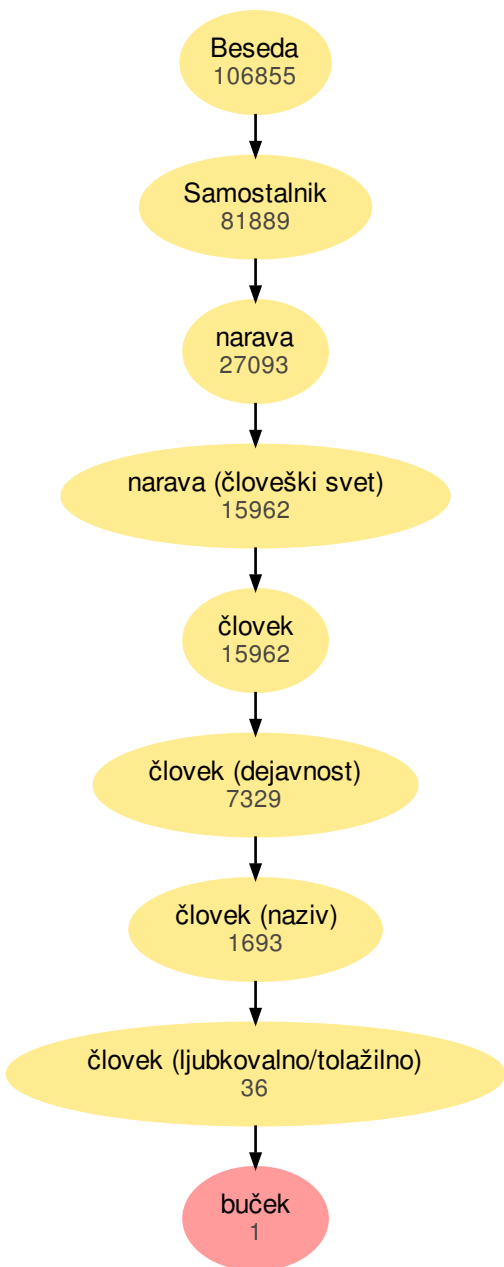 Beseda
106855
Samostalnik
81889
narava
27093
narava (človeški svet)
15962
človek
15962
človek (dejavnost)
7329
človek (naziv)
1693
človek (ljubkovalno/tolažilno)
36
buček
1